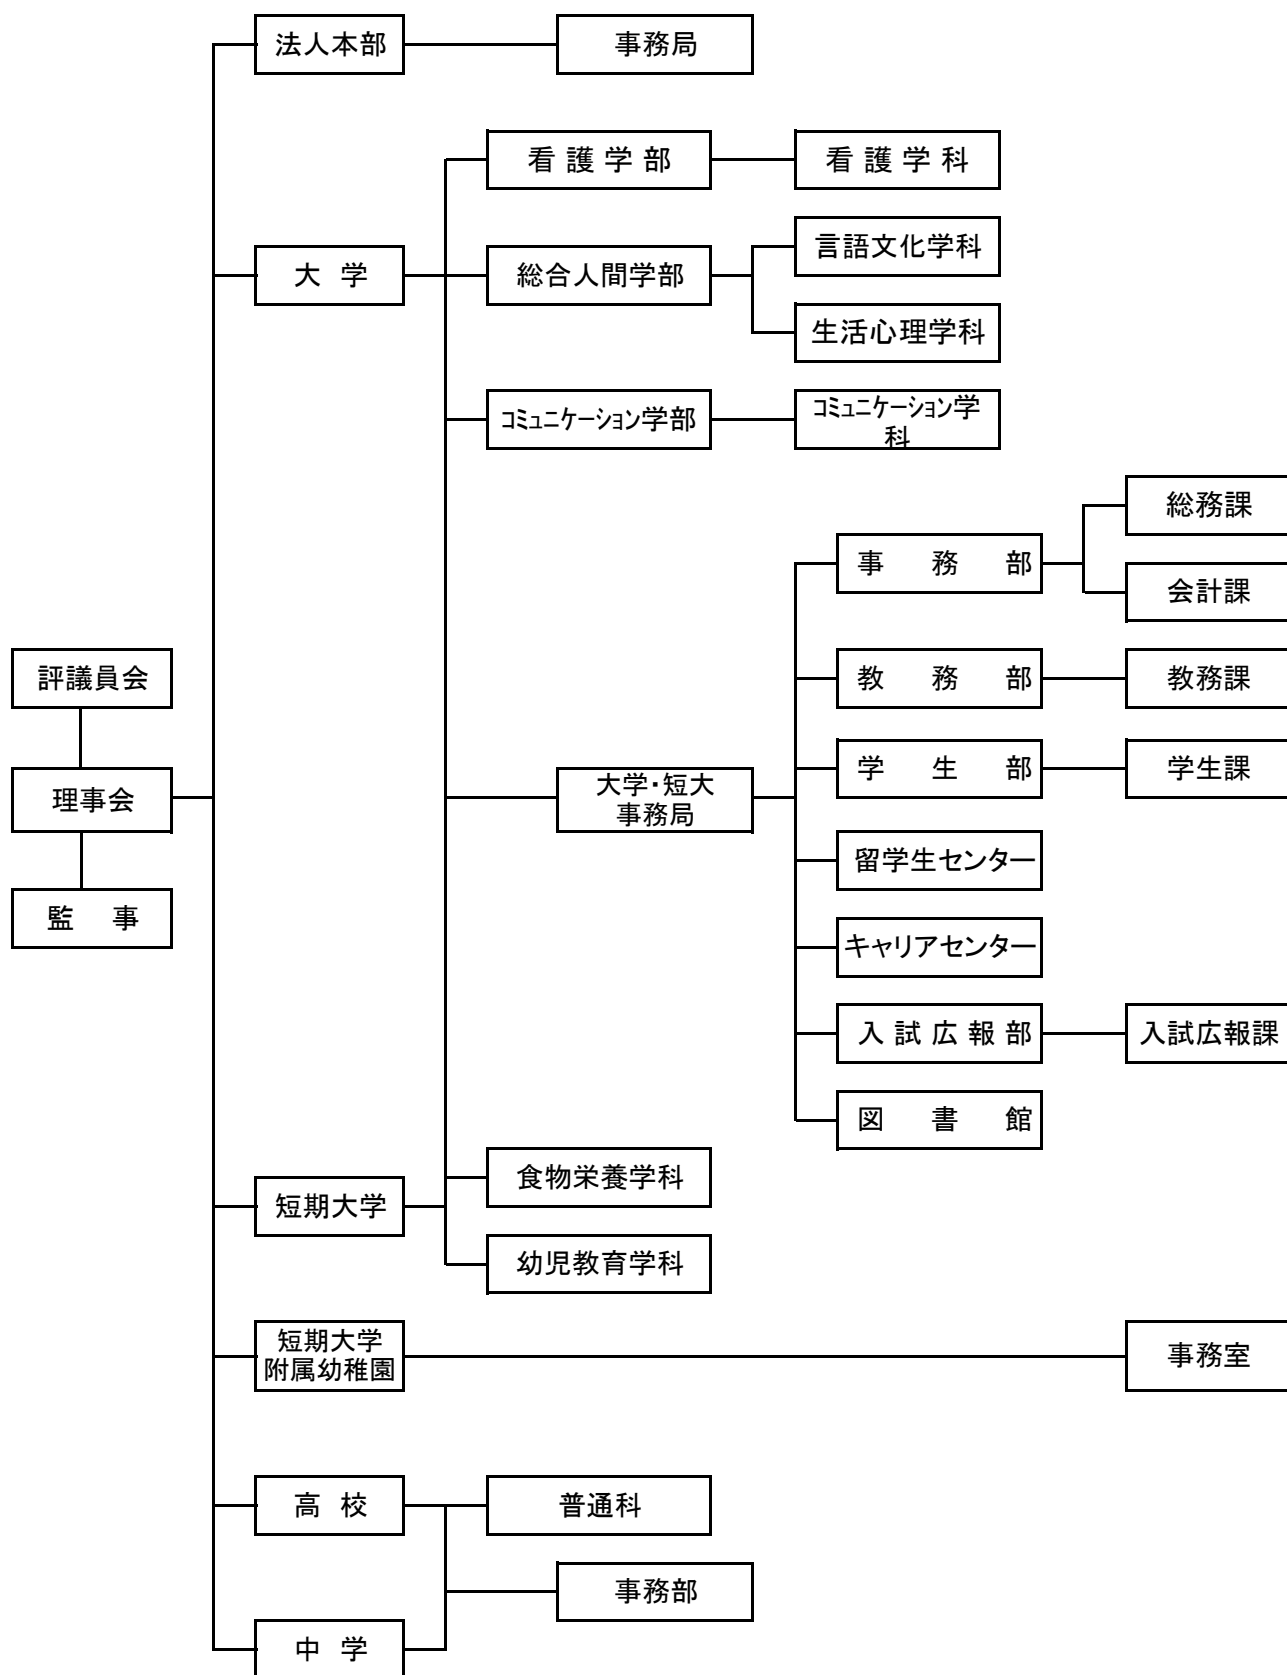 法人本部
事務局
看護学部
看護学科
大学
総合人間学部
言語文化学科
生活心理学科
ｺﾐｭﾆｹｰｼｮﾝ学部
ｺﾐｭﾆｹｰｼｮﾝ学
科
総務課
事務部
会計課
評議員会
教務部
教務課
理事会
大学・短大
事務局
学生部
学生課
留学生センター
監事
キャリアセンター
入試広報部
入試広報課
図書館
食物栄養学科
短期大学
幼児教育学科
短期大学
附属幼稚園
事務室
高校
普通科
事務部
中学